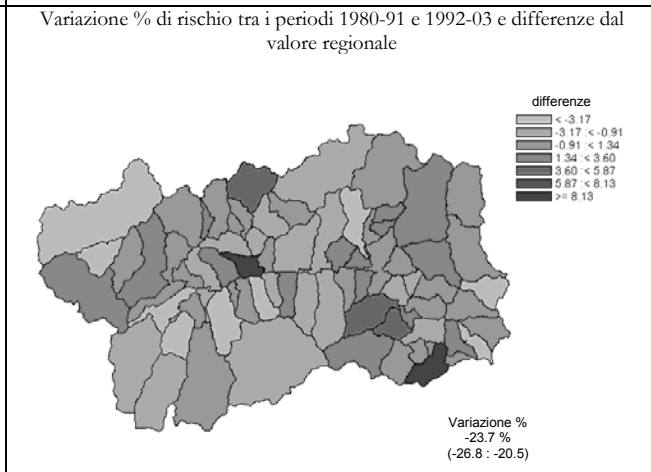 Variazione % di rischio tra i periodi 1980-91 e 1992-03 e differenze dal
valore regionale
differenze
< -3.17
-3.17 :< -0.91
-0.91 :< 1.34
1.34 :< 3.60
3.60 :< 5.87
5.87 :< 8.13
>= 8.13
Variazione %
-23.7 %
(-26.8 : -20.5)